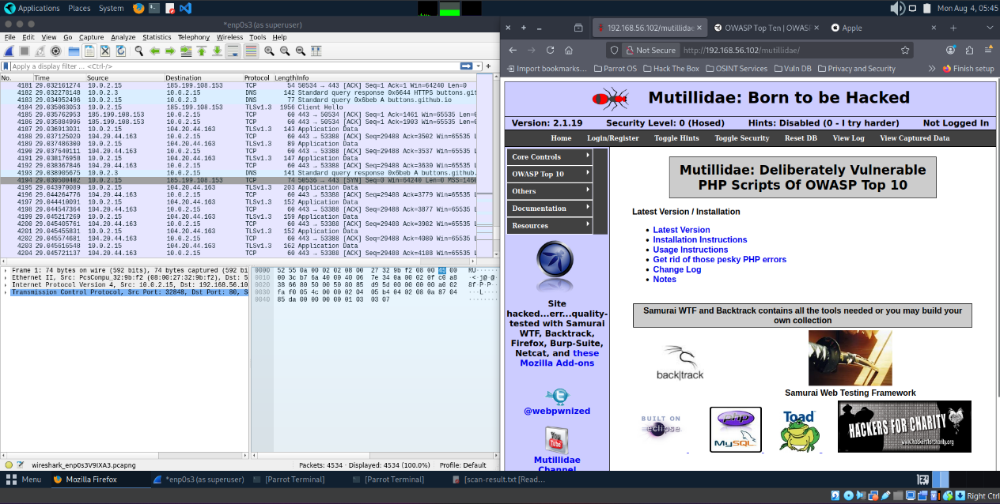 Applications Places System
Mon Aug 4, 05:45
*enp0s3 (as superuser)
File Edit View Go Capture Analyze Statistics Telephony Wireless Tools Help
Apply a display filter ... <Ctrl-/>
No. Time Source Destination Protocol Length Info
4181 29.032161274 10.0.2.15 185.199.108.153 TCP 54 50534 → 443 [ACK] Seq=1 Ack=1 Win=64240 Len=0
4182 29.032278148 10.0.2.3 10.0.2.15 DNS 142 Standard query response 0x6644 HTTPS buttons.git
4183 29.034952496 10.0.2.15 10.0.2.3 DNS 77 Standard query 0x6beb A buttons.github.io
4184 29.035063053 10.0.2.15 185.199.108.153 TLSv1.3 1956 Client Hello
4185 29.035762953 185.199.108.153 10.0.2.15 TCP 60 443 → 50534 [ACK] Seq=1 Ack=1461 Win=65535 Le
4186 29.035884996 185.199.108.153 10.0.2.15 TCP 60 443 → 50534 [ACK] Seq=1 Ack=1903 Win=65535 Le
4187 29.036913031 10.0.2.15 104.20.44.163 TLSv1.3 143 Application Data
4188 29.037125020 104.20.44.163 10.0.2.15 TCP 60 443 → 53388 [ACK] Seq=29488 Ack=3502 Win=65535 L
4189 29.037486300 10.0.2.15 104.20.44.163 TLSv1.3 89 Application Data
4190 29.037640111 104.20.44.163 10.0.2.15 TCP 60 443 → 53388 [ACK] Seq=29488 Ack=3537 Win=65535 L
4191 29.038176958 10.0.2.15 104.20.44.163 TLSv1.3 147 Application Data
4192 29.038367846 104.20.44.163 10.0.2.15 TCP 60 443 → 53388 [ACK] Seq=29488 Ack=3630 Win=65535 L
4193 29.038905675 10.0.2.3 10.0.2.15 DNS 141 Standard query response 0x6beb A buttons.github.
4194 29.039500402 10.0.2.15 185.199.108.153 TCP 74 50536 → 443 [SYN] Seq=0 Win=64240 Len=0 MSS=1460
4195 29.043970089 10.0.2.15 104.20.44.163 TLSv1.3 203 Application Data
4196 29.044264776 104.20.44.163 10.0.2.15 TCP 60 443 → 53388 [ACK] Seq=29488 Ack=3779 Win=65535 L
4197 29.044410091 10.0.2.15 104.20.44.163 TLSv1.3 152 Application Data
4198 29.044547364 104.20.44.163 10.0.2.15 TCP 60 443 → 53388 [ACK] Seq=29488 Ack=3877 Win=65535 L
4199 29.045217269 10.0.2.15 104.20.44.163 TLSv1.3 159 Application Data
4200 29.045405761 104.20.44.163 10.0.2.15 TCP 60 443 → 53388 [ACK] Seq=29488 Ack=3982 Win=65535 L
4201 29.045455831 10.0.2.15 104.20.44.163 TLSv1.3 152 Application Data
4202 29.045574681 104.20.44.163 10.0.2.15 TCP 60 443 → 53388 [ACK] Seq=29488 Ack=4080 Win=65535 L
4203 29.045616548 10.0.2.15 104.20.44.163 TLSv1.3 162 Application Data
4204 29.045721137 104.20.44.163 10.0.2.15 TCP 60 443 → 53388 [ACK] Seq=29488 Ack=4188 Win=65535 L
Frame 1: 74 bytes on wire (592 bits), 74 bytes captured (592 bi
Ethernet II, Src: PcsCompu_32:9b:f2 (08:00:27:32:9b:f2), Dst: 5
Internet Protocol Version 4, Src: 10.0.2.15, Dst: 192.168.56.10
Transmission Control Protocol, Src Port: 32848, Dst Port: 80, S
0000 52 55 0a 00 02 02 08 00 27 32 9b f2 08 00 45 00 RU······
0010 00 3c b7 6a 40 00 40 06 7e 34 0a 00 02 0f c0 a8 ·<·j@·@·
0020 38 66 80 50 00 50 80 85 d9 5d 00 00 00 00 a0 02 8f·P·P··
0030 fa f0 05 4c 00 00 02 04 05 b4 04 02 08 0a 87 04 ···L····
0040 85 da 00 00 00 00 01 03 03 07 ········
wireshark_enp0s3V9IXA3.pcapng
Packets: 4534 · Displayed: 4534 (100.0%)
Profile: Default
192.168.56.102/mutillidae
OWASP Top Ten | OWAS
Apple
Not Secure
http://192.168.56.102/mutillidae/
Import bookmarks... Parrot OS Hack The Box OSINT Services Vuln DB Privacy and Security
Finish setup
Mutillidae: Born to be Hacked
Version: 2.1.19 Security Level: 0 (Hosed) Hints: Disabled (0 - I try harder) Not Logged In
Home Login/Register Toggle Hints Toggle Security Reset DB View Log View Captured Data
Core Controls
OWASP Top 10
Others
Documentation
Resources
Site
hacked...err...quality-
tested with Samurai
WTF, Backtrack,
Firefox, Burp-Suite,
Netcat, and these
Mozilla Add-ons
@webpwnized
You
Tube
Mutillidae
Channel
Mutillidae: Deliberately Vulnerable
PHP Scripts Of OWASP Top 10
Latest Version / Installation
Latest Version
Installation Instructions
Usage Instructions
Get rid of those pesky PHP errors
Change Log
Notes
Samurai WTF and Backtrack contains all the tools needed or you may build your
own collection
back|track
Samurai Web Testing Framework
BUILT ON
eclipse
php
MySQL
Toad
HACKERS FOR CHARITY
www.hackersforcharity.org
Menu
Mozilla Firefox
*enp0s3 (as superuser)
[Parrot Terminal]
[Parrot Terminal]
[scan-result.txt [Read...
Right Ctrl